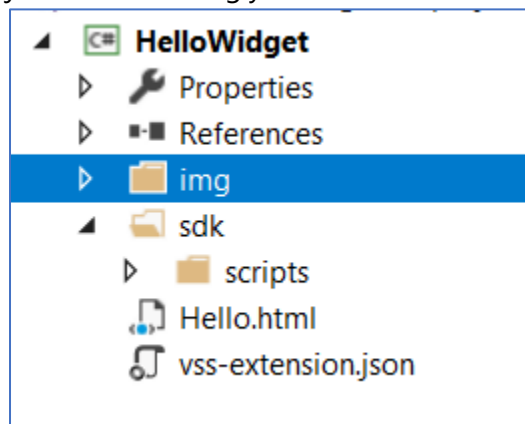 C# HelloWidget
Properties
References
img
sdk
scripts
Hello.html
vss-extension.json